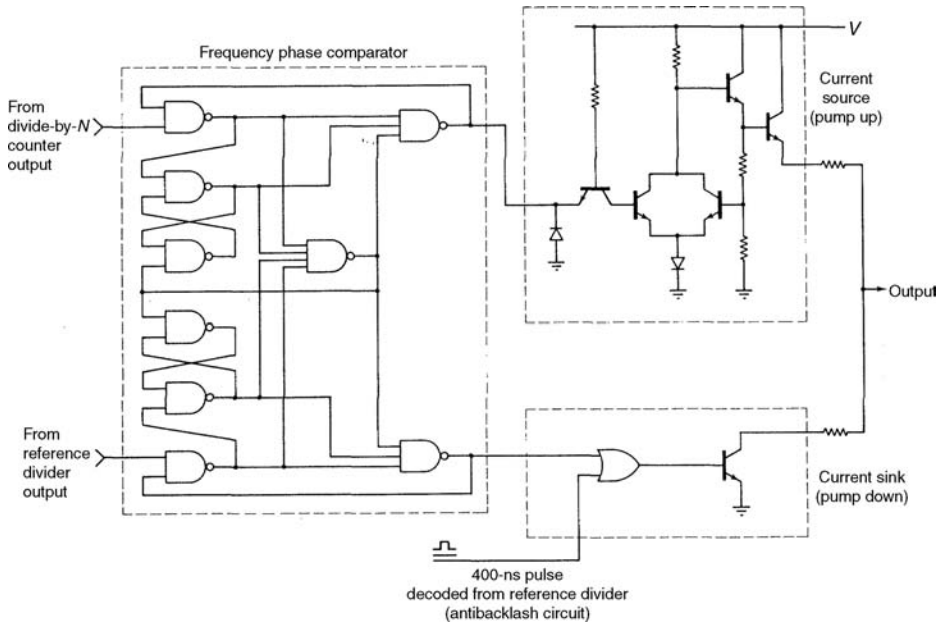 Frequency phase comparator
From
divide-by-N
counter
output
V
Current
source
(pump up)
Output
From
reference
divider
output
Current sink
(pump down)
400-ns pulse
decoded from reference divider
(antibacklash circuit)